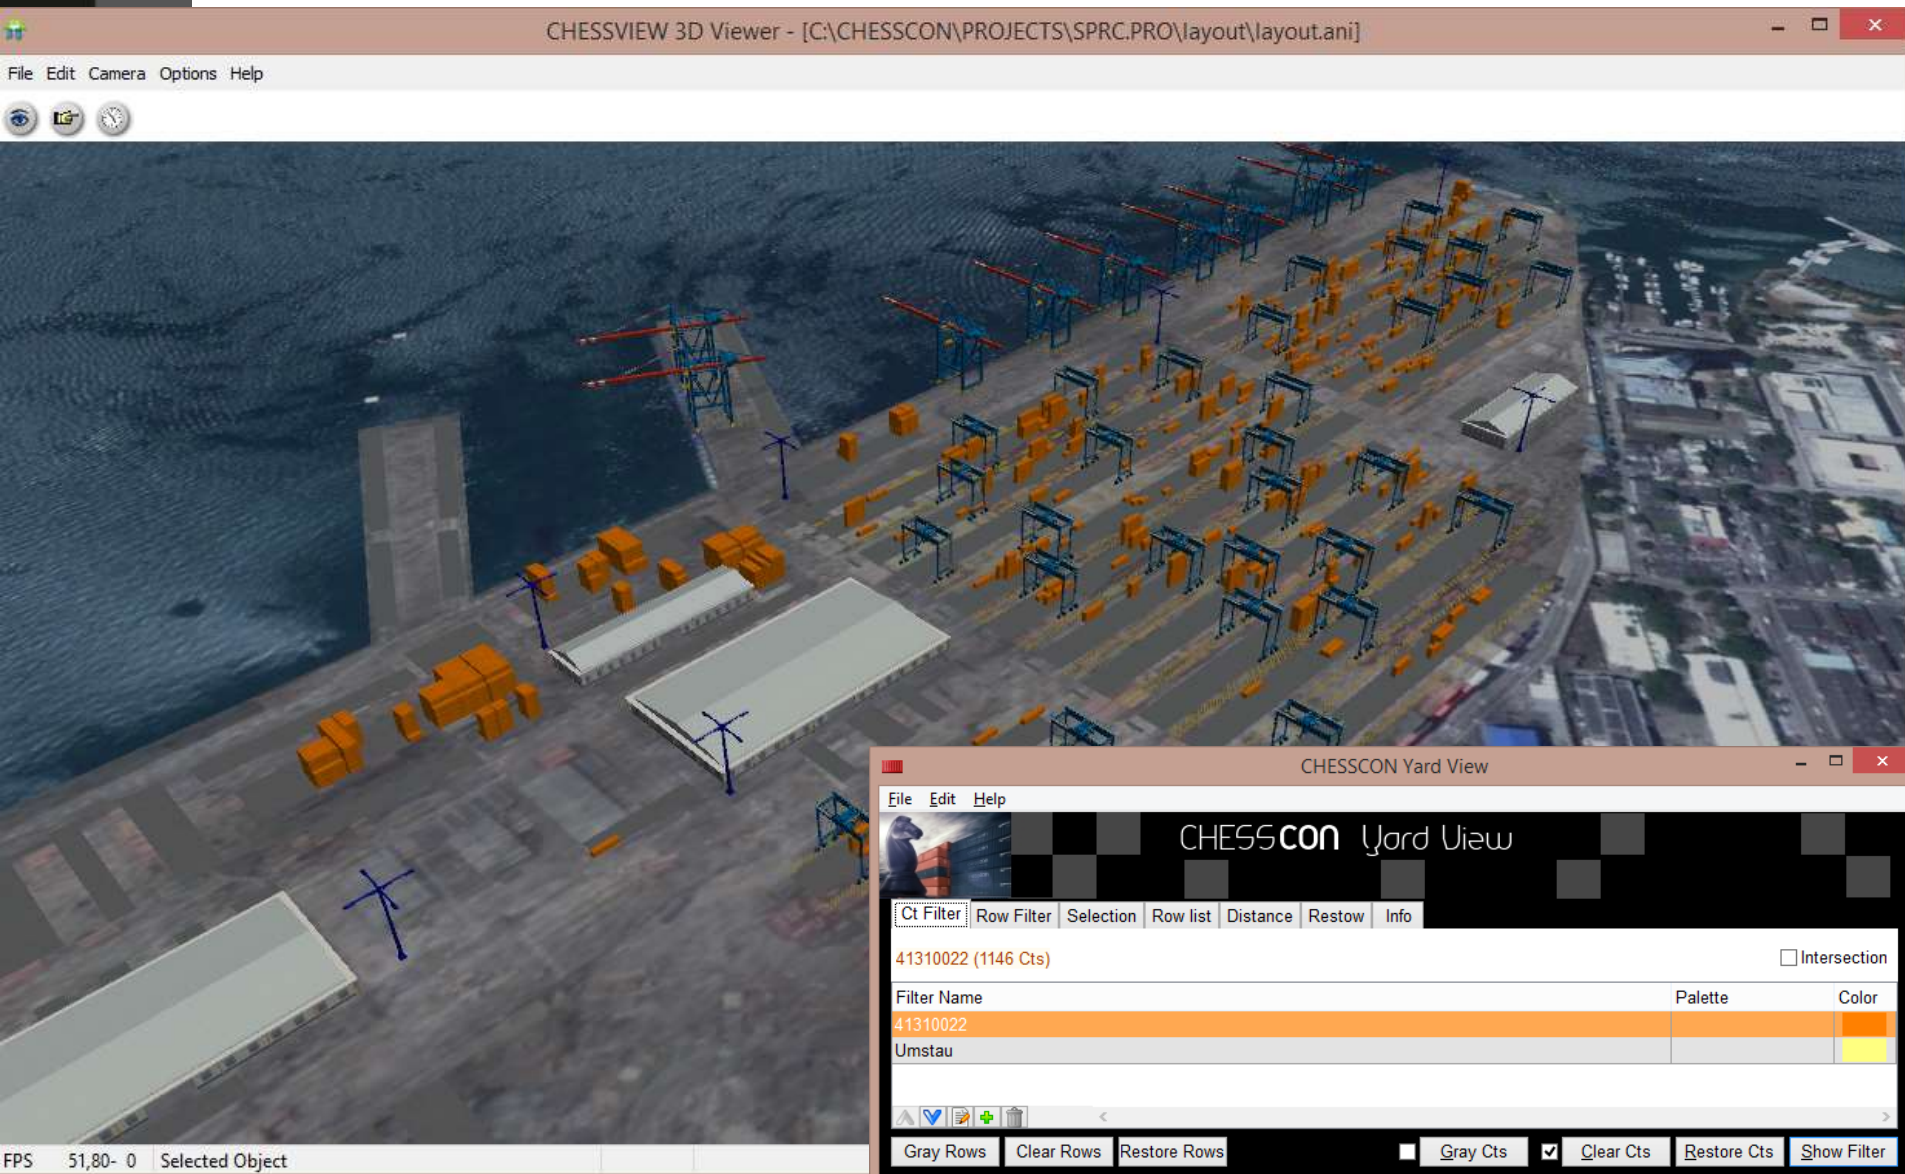 CHESSVIEW 3D Viewer - [C:\CHESSCON\PROJECTS\SPRC.PRO\layout\layout.ani]
File Edit Camera Options Help
CHESSCON Yard View
File Edit Help
CHESSCON Yard View
Ct Filter Row Filter Selection Row list Distance Restow Info
41310022 (1146 Cts) Intersection
Filter Name Palette Color
41310022
Umstau
Gray Rows Clear Rows Restore Rows Gray Cts Clear Cts Restore Cts Show Filter
FPS 51,80- 0 Selected Object